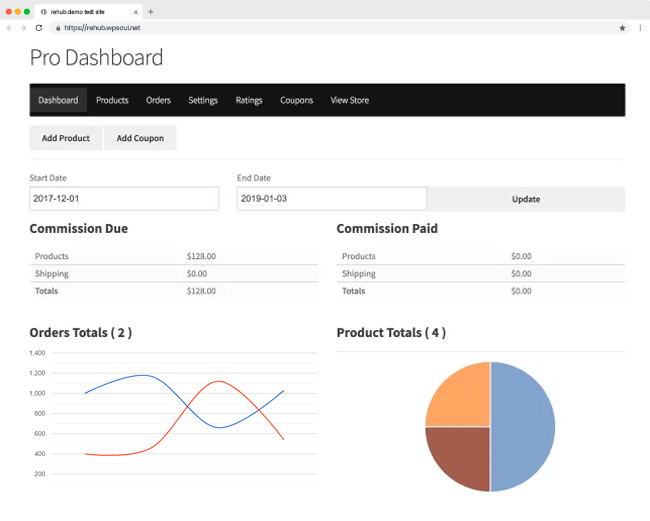 rehub.demo test site
https://rehub.wpsoul.net
Pro Dashboard
Dashboard Products Orders Settings Ratings Coupons View Store
Add Product Add Coupon
Start Date End Date
2017-12-01 2019-01-03 Update
Commission Due Commission Paid
Products $128.00 Products $0.00
Shipping $0.00 Shipping $0.00
Totals $128.00 Totals $0.00
Orders Totals ( 2 ) Product Totals ( 4 )
1,400
1,200
1,000
800
600
400
200